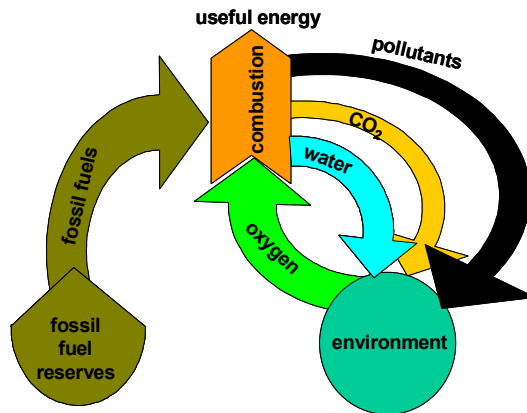 useful energy
pollutants
combustion
CO₂
water
fossil fuels
oxygen
fossil
fuel
reserves
environment